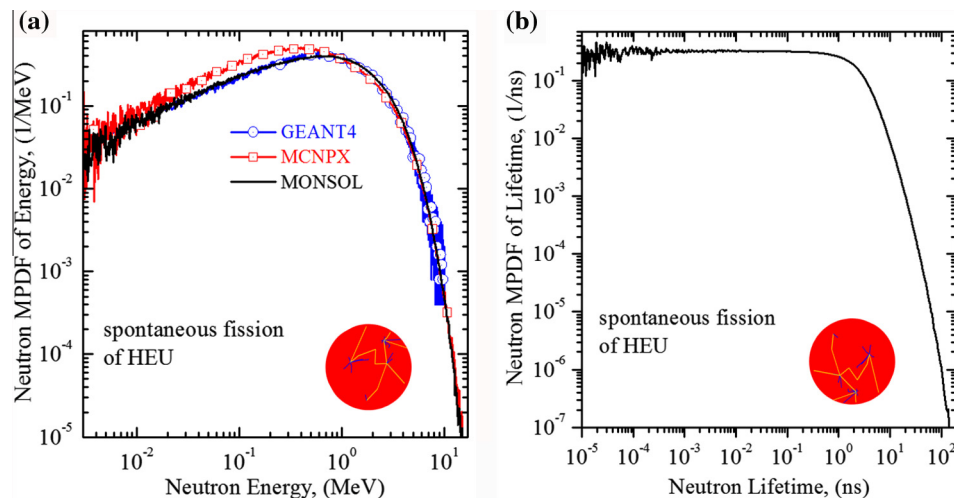 (a)
Neutron MPDF of Energy, (1/MeV)
10^-1
10^-2
10^-3
10^-4
10^-5
GEANT4
MCNPX
MONSOL
spontaneous fission
of HEU
10^-2 10^-1 10^0 10^1
Neutron Energy, (MeV)
(b)
Neutron MPDF of Lifetime, (1/ns)
10^-1
10^-2
10^-3
10^-4
10^-5
10^-6
10^-7
spontaneous fission
of HEU
10^-5 10^-4 10^-3 10^-2 10^-1 10^0 10^1 10^2
Neutron Lifetime, (ns)